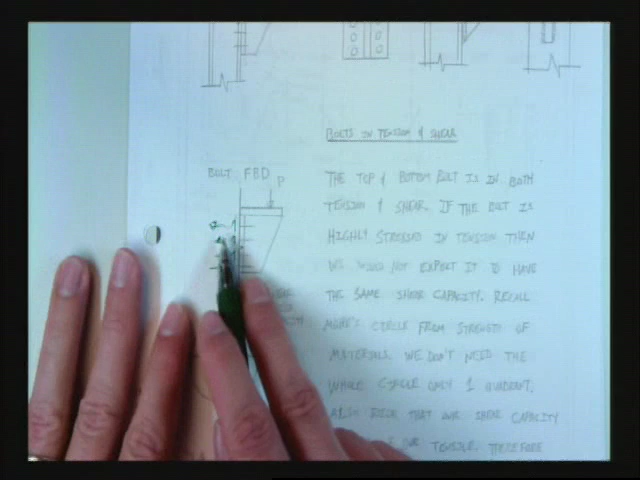 BOLTS IN TENSION & SHEAR
BOLT FBD
P
THE TOP & BOTTOM BOLT IS IN BOTH
TENSION & SHEAR. IF THE BOLT IS
HIGHLY STRESSED IN TENSION THEN
WE WOULD NOT EXPECT IT TO HAVE
THE SAME SHEAR CAPACITY. RECALL
MOHR'S CIRCLE FROM STRENGTH OF
MATERIALS. WE DON'T NEED THE
WHOLE CIRCLE ONLY 1 QUADRANT.
THAT OUR SHEAR CAPACITY
OUR TENSILE. THEREFORE